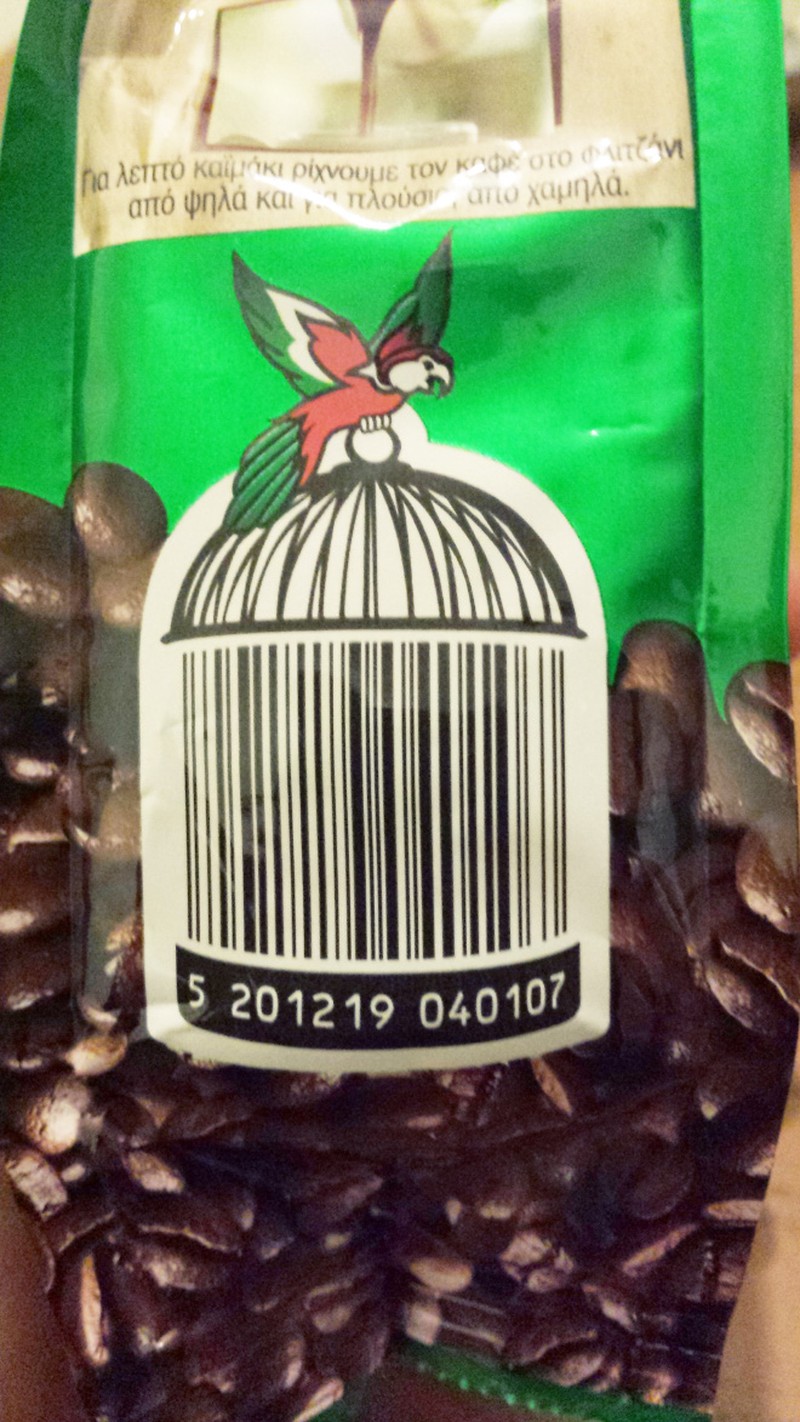 Για λεπτό καϊμάκι ρίχνουμε τον καφέ στο φλιτζάνι
από ψηλά και για πλούσιο, από χαμηλά.
5 201219 040107